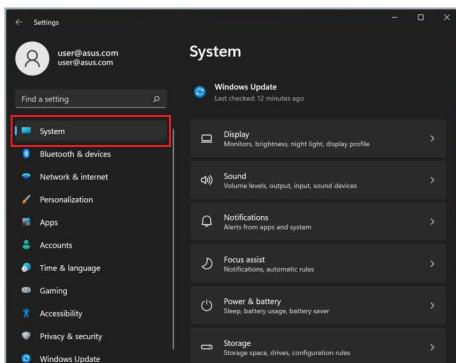 Settings
user@asus.com
user@asus.com
Find a setting
System
Bluetooth & devices
Network & internet
Personalization
Apps
Accounts
Time & language
Gaming
Accessibility
Privacy & security
Windows Update
System
Windows Update
Last checked: 12 minutes ago
Display
Monitors, brightness, night light, display profile
Sound
Volume levels, output, input, sound devices
Notifications
Alerts from apps and system
Focus assist
Notifications, automatic rules
Power & battery
Sleep, battery usage, battery saver
Storage
Storage space, drives, configuration rules